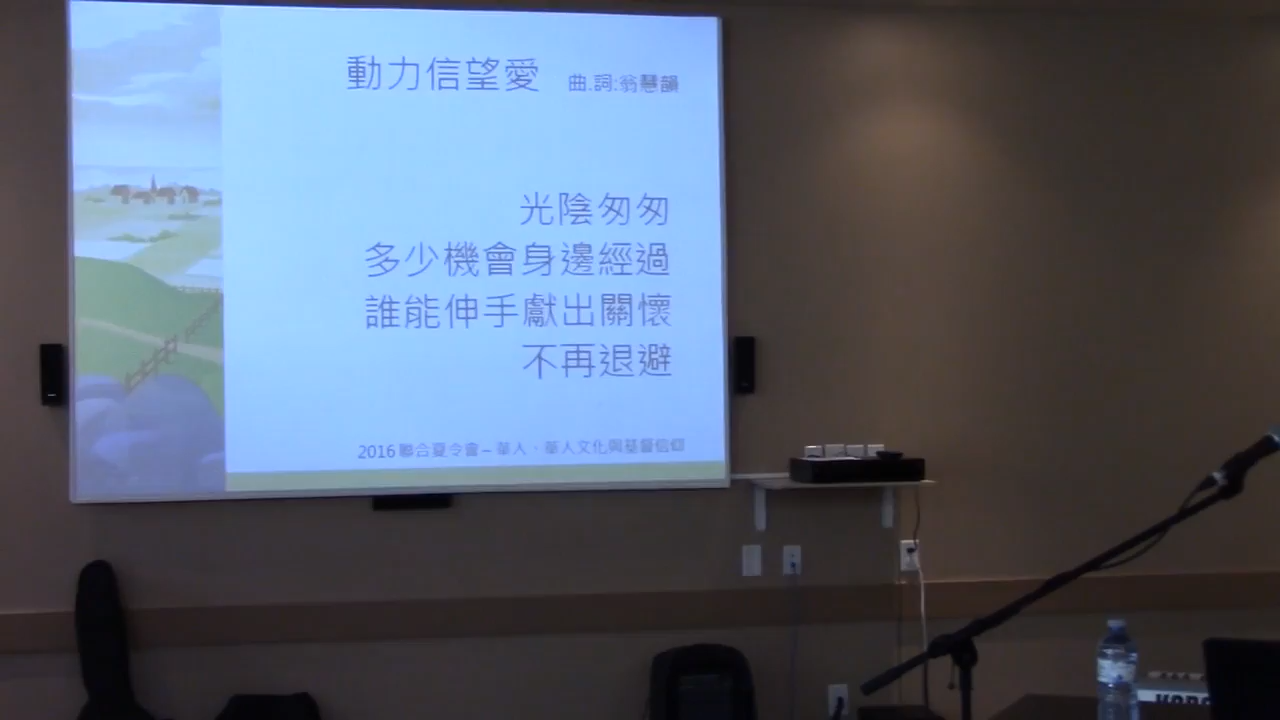 動力信望愛 曲.詞:翁慧韻
光陰匆匆
多少機會身邊經過
誰能伸手獻出關懷
不再退避
2016 聯合夏令會 – 華人、華人文化與基督信仰
KORG